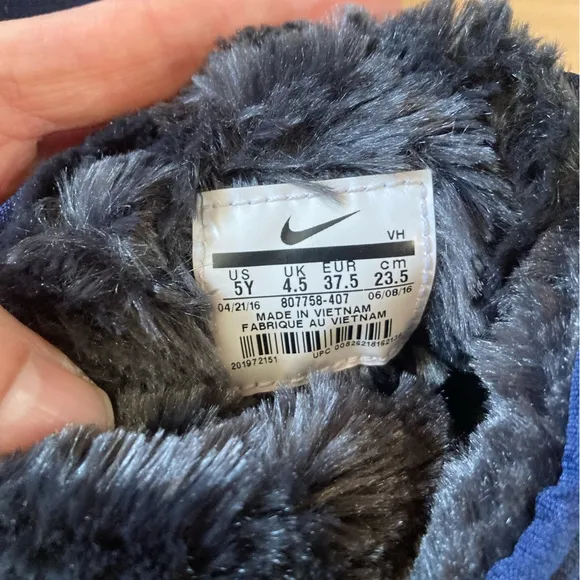 VH
US UK EUR cm
5Y 4.5 37.5 23.5
04/21/16 807758-407 06/08/16
MADE IN VIETNAM
FABRIQUE AU VIETNAM
201972151 UPC